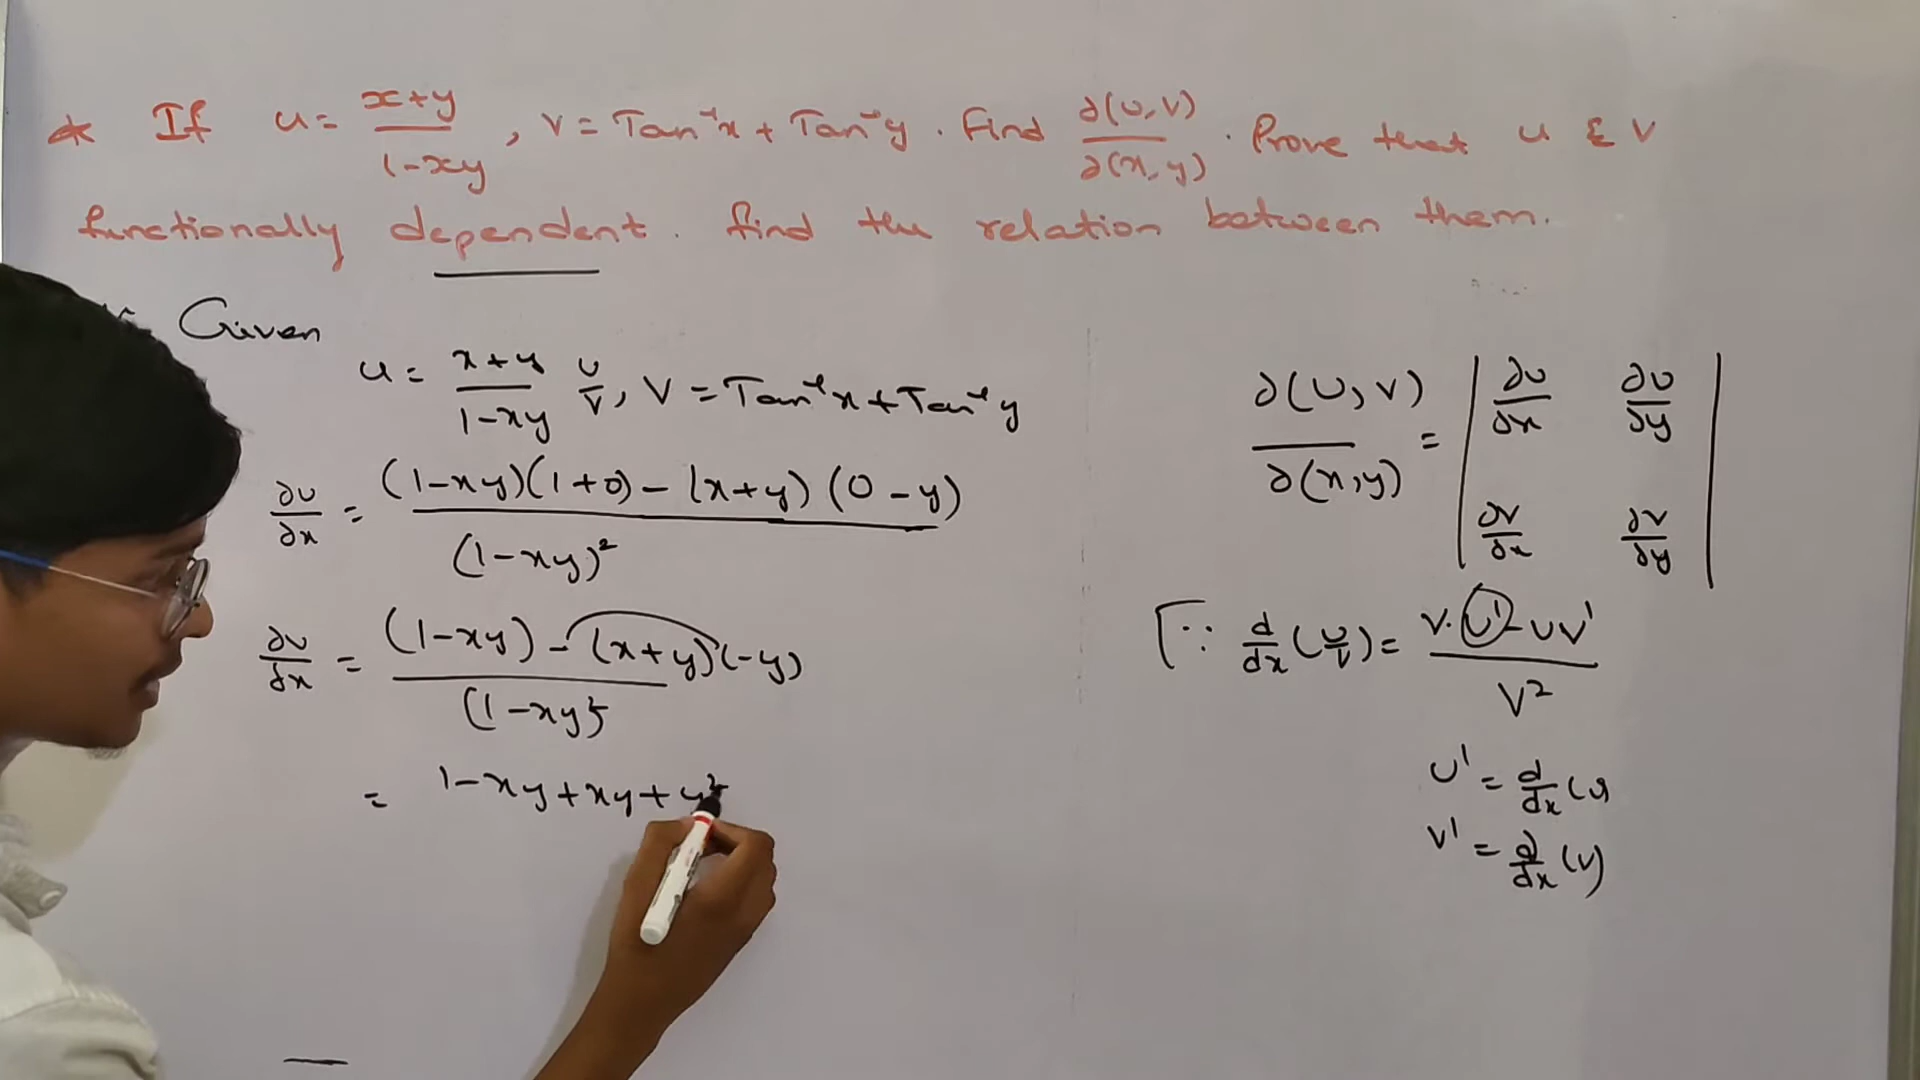 * If u = x+y / 1-xy , v = Tan⁻¹x + Tan⁻¹y . Find ∂(u,v) / ∂(x,y) . Prove that u & v
functionally dependent. find the relation between them.
Given
u = x+y / 1-xy u/v , v = Tan⁻¹x + Tan⁻¹y
∂u/∂x = (1-xy)(1+0) - (x+y)(0-y) / (1-xy)²
∂u/∂x = (1-xy) - (x+y)(-y) / (1-xy)²
= 1-xy+xy+y²
∂(u,v) / ∂(x,y) = | ∂u/∂x ∂u/∂y |
| ∂v/∂x ∂v/∂y |
[∵ d/dx (u/v) = v.u' - uv' / v²
u' = d/dx (u)
v' = d/dx (v)